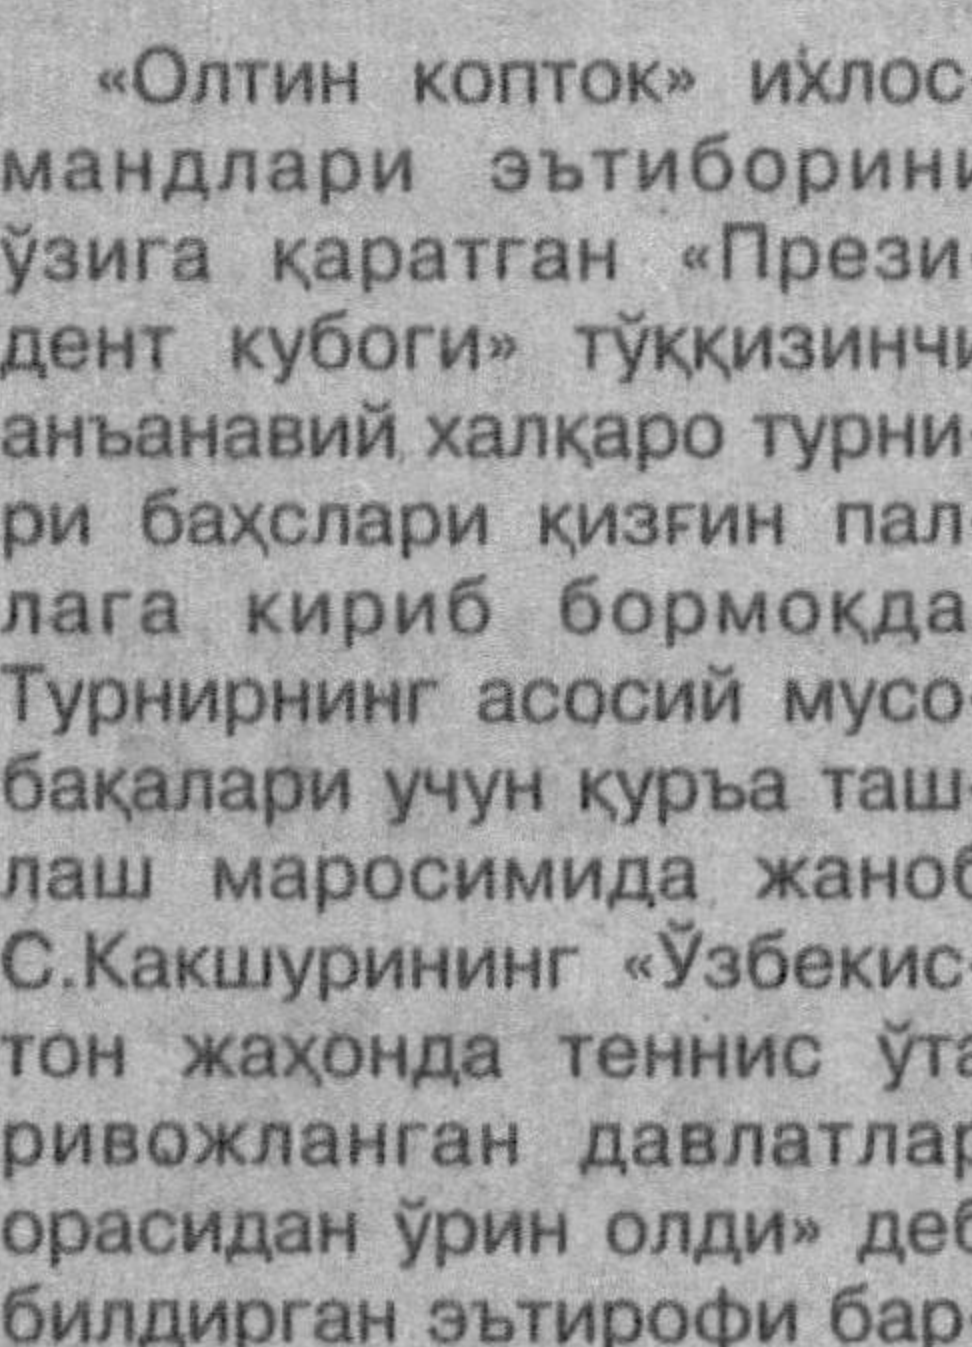 «Олтин копток» ихлос-
мандлари эътиборини
ўзига қаратган «Прези-
дент кубоги» тўққизинчи
анъанавий халқаро турни-
ри баҳслари қизғин пал-
лага кириб бормоқда.
Турнирнинг асосий мусо-
бақалари учун қуръа таш-
лаш маросимида жаноб
С.Какшурининг «Ўзбекис-
тон жаҳонда теннис ўта
ривожланган давлатлар
орасидан ўрин олди» деб
билдирган эътирофи бар-